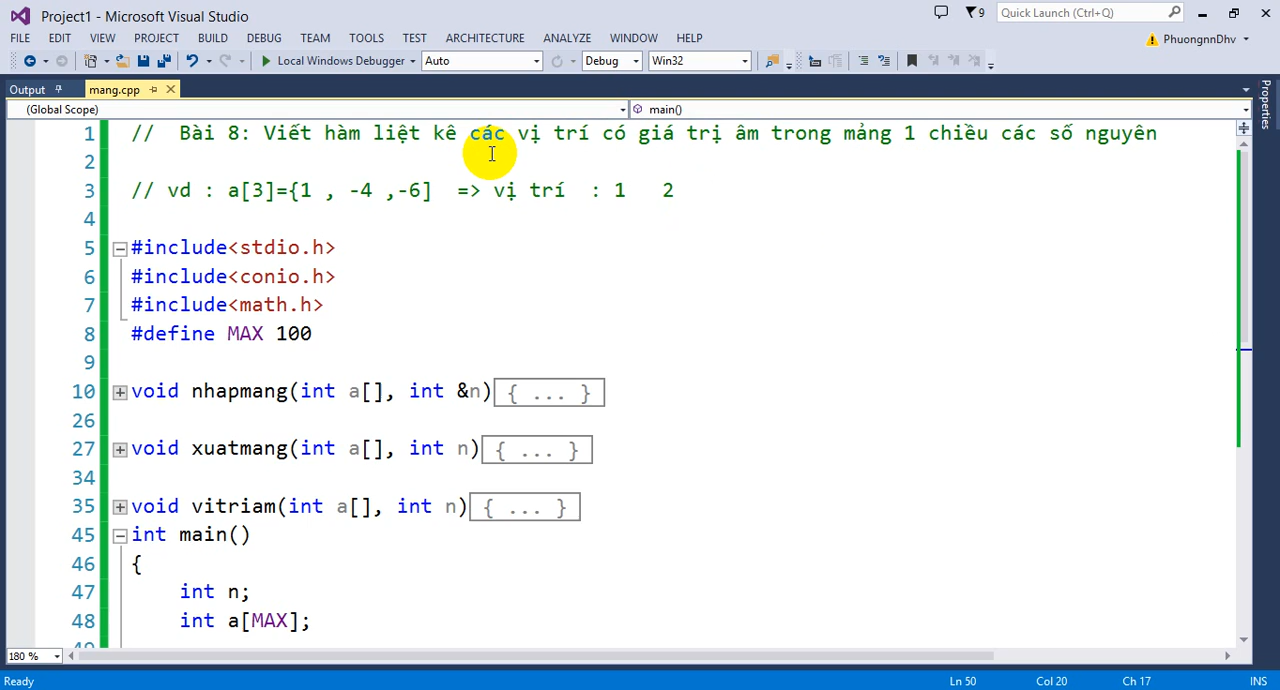 Project1 - Microsoft Visual Studio
9
Quick Launch (Ctrl+Q)
FILE EDIT VIEW PROJECT BUILD DEBUG TEAM TOOLS TEST ARCHITECTURE ANALYZE WINDOW HELP
PhuongnnDhv
Local Windows Debugger Auto Debug Win32
Output mang.cpp
Properties
(Global Scope) main()
1 // Bài 8: Viết hàm liệt kê các vị trí có giá trị âm trong mảng 1 chiều các số nguyên
2
3 // vd : a[3]={1 , -4 ,-6] => vị trí : 1 2
4
5 #include<stdio.h>
6 #include<conio.h>
7 #include<math.h>
8 #define MAX 100
9
10 void nhapmang(int a[], int &n){ ... }
26
27 void xuatmang(int a[], int n){ ... }
34
35 void vitriam(int a[], int n){ ... }
45 int main()
46 {
47 int n;
48 int a[MAX];
49
180 %
Ready Ln 50 Col 20 Ch 17 INS